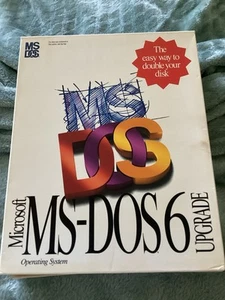 MS
DOS
The
easy way to
double your
disk
MS
DOS
Microsoft
MS-DOS 6
UPGRADE
Operating System